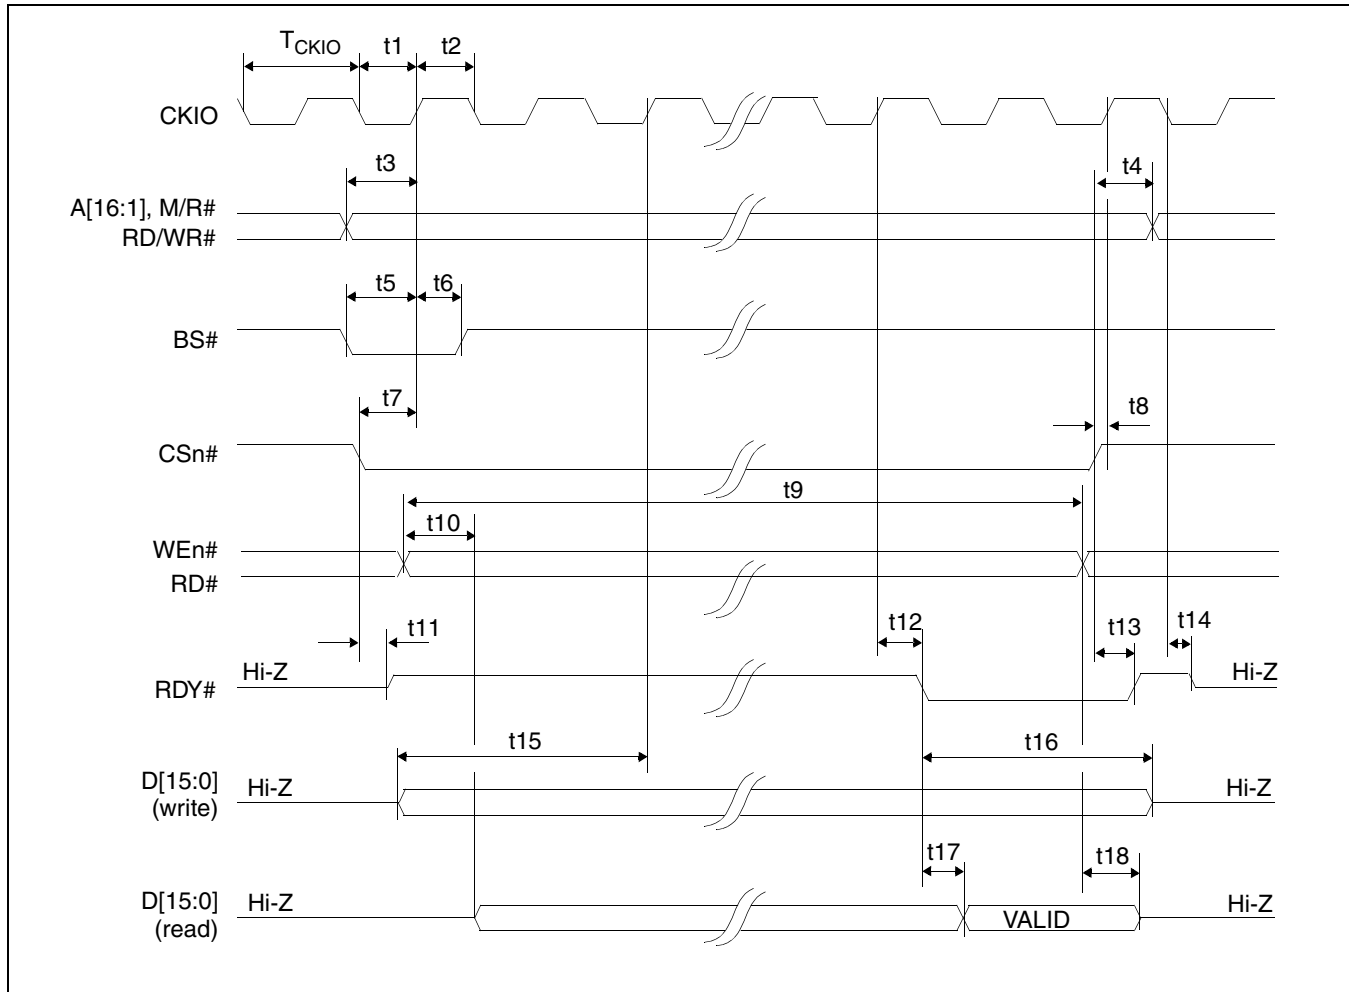 TCKIO t1 t2
CKIO
t3 t4
A[16:1], M/R#
RD/WR#
t5 t6
BS#
t7 t8
CSn#
t9
t10
WEn#
RD#
t11 t12 t13 t14
Hi-Z Hi-Z
RDY#
t15 t16
D[15:0] Hi-Z Hi-Z
(write)
t17 t18
D[15:0] Hi-Z Hi-Z
(read) VALID